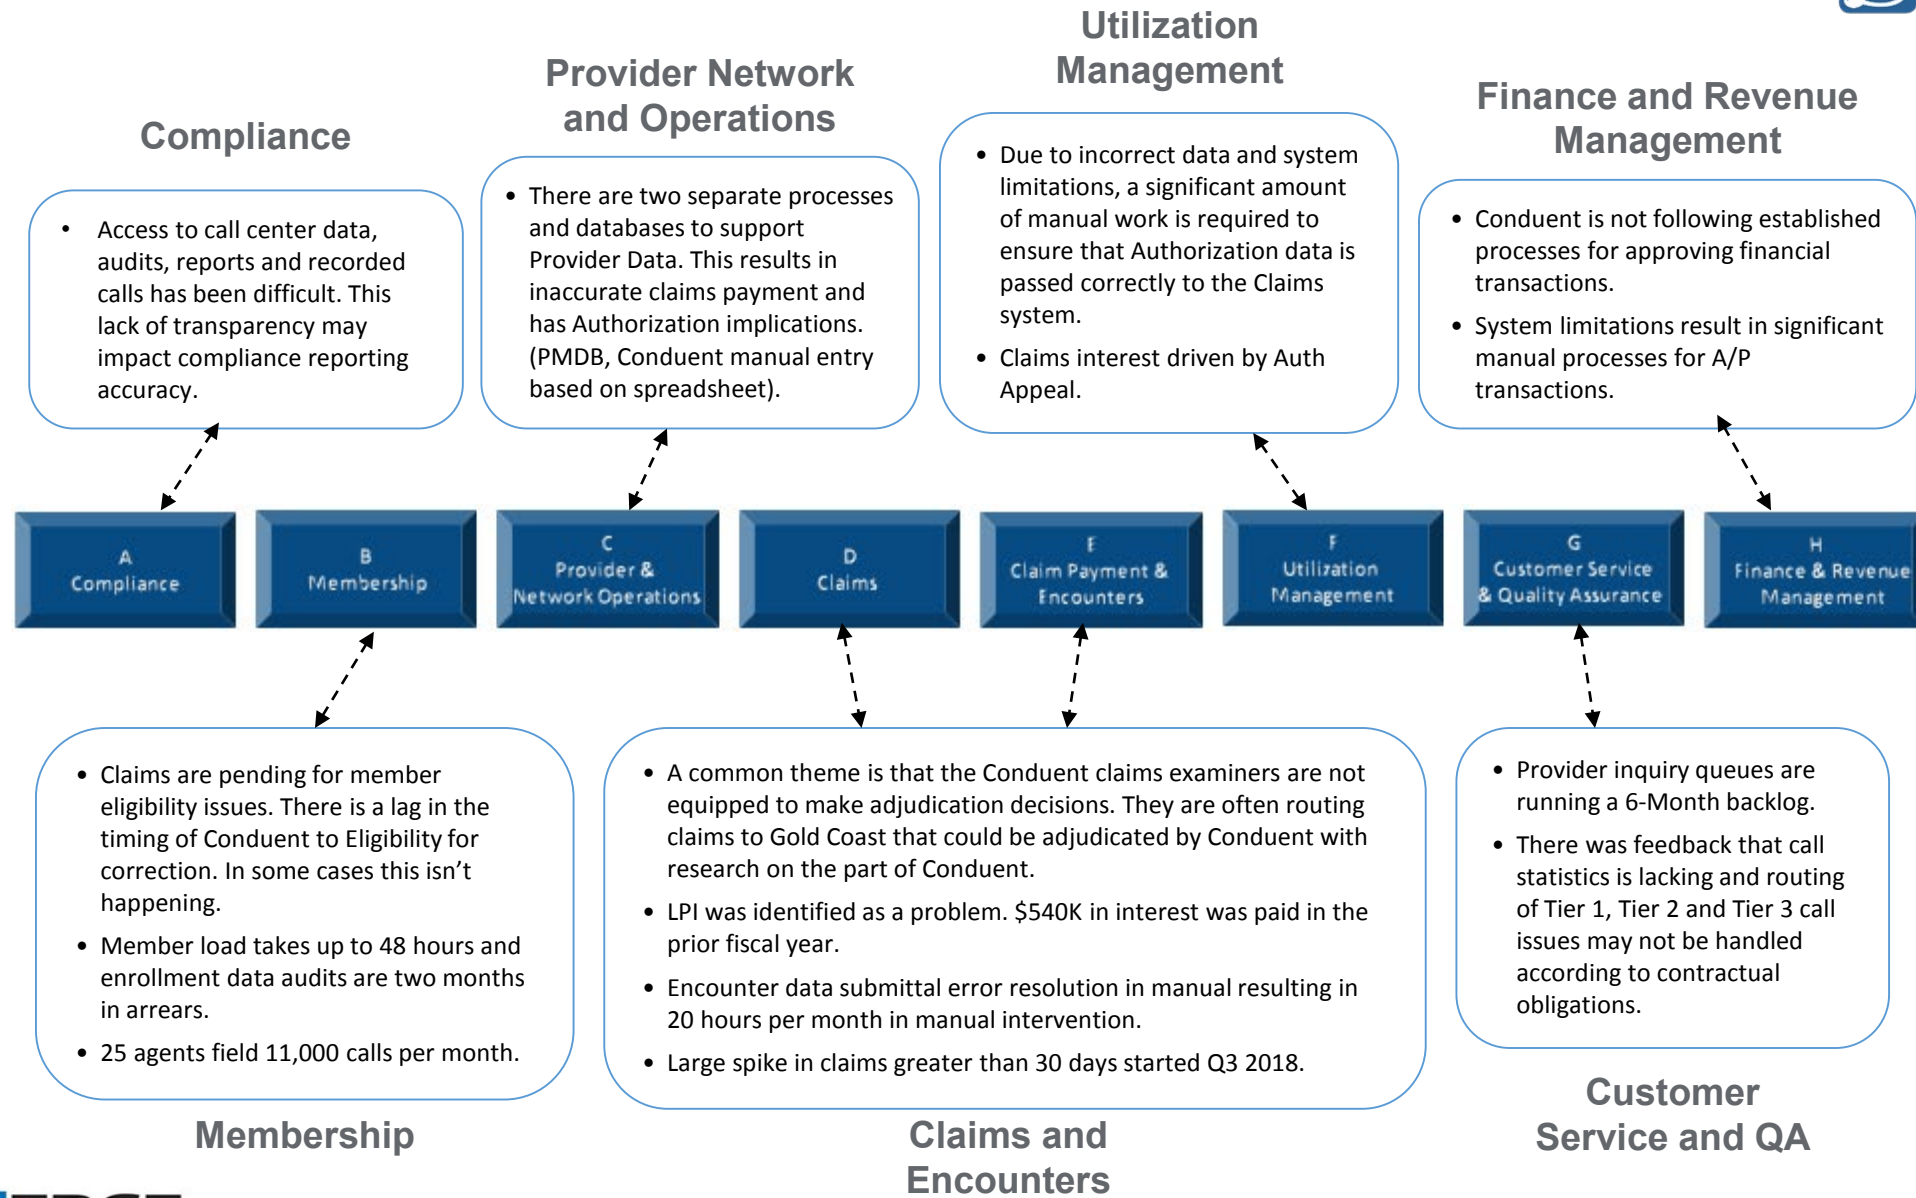 Utilization
Management
Provider Network
and Operations
Finance and Revenue
Management
Compliance
• Access to call center data,
audits, reports and recorded
calls has been difficult. This
lack of transparency may
impact compliance reporting
accuracy.
• There are two separate processes
and databases to support
Provider Data. This results in
inaccurate claims payment and
has Authorization implications.
(PMDB, Conduent manual entry
based on spreadsheet).
• Due to incorrect data and system
limitations, a significant amount
of manual work is required to
ensure that Authorization data is
passed correctly to the Claims
system.
• Claims interest driven by Auth
Appeal.
• Conduent is not following established
processes for approving financial
transactions.
• System limitations result in significant
manual processes for A/P
transactions.
A
Compliance
B
Membership
C
Provider &
Network Operations
D
Claims
E
Claim Payment &
Encounters
F
Utilization
Management
G
Customer Service
& Quality Assurance
H
Finance & Revenue
Management
• Claims are pending for member
eligibility issues. There is a lag in the
timing of Conduent to Eligibility for
correction. In some cases this isn't
happening.
• Member load takes up to 48 hours and
enrollment data audits are two months
in arrears.
• 25 agents field 11,000 calls per month.
• A common theme is that the Conduent claims examiners are not
equipped to make adjudication decisions. They are often routing
claims to Gold Coast that could be adjudicated by Conduent with
research on the part of Conduent.
• LPI was identified as a problem. $540K in interest was paid in the
prior fiscal year.
• Encounter data submittal error resolution in manual resulting in
20 hours per month in manual intervention.
• Large spike in claims greater than 30 days started Q3 2018.
• Provider inquiry queues are
running a 6-Month backlog.
• There was feedback that call
statistics is lacking and routing
of Tier 1, Tier 2 and Tier 3 call
issues may not be handled
according to contractual
obligations.
Membership
Claims and
Encounters
Customer
Service and QA